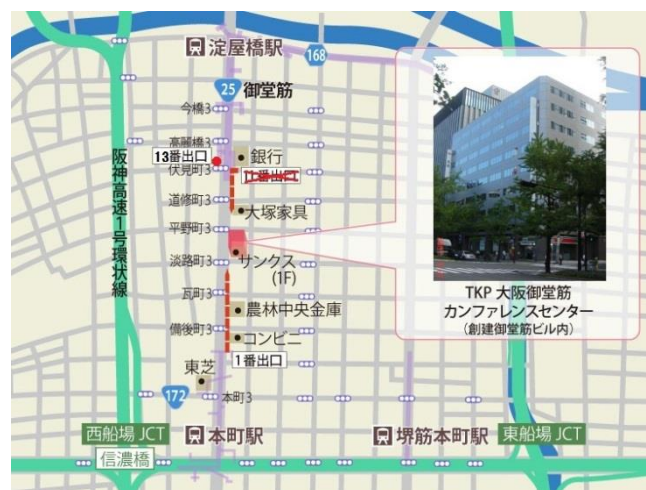 淀屋橋駅
168
25 御堂筋
今橋3
高麗橋3
13番出口
銀行
伏見町3
11番出口
道修町3
大塚家具
平野町3
阪神高速1号環状線
サンクス
(1F)
淡路町3
瓦町3
農林中央金庫
備後町3
コンビニ
1番出口
東芝
172
本町3
TKP 大阪御堂筋
カンファレンスセンター
(創建御堂筋ビル内)
西船場 JCT
本町駅
堺筋本町駅
東船場 JCT
信濃橋